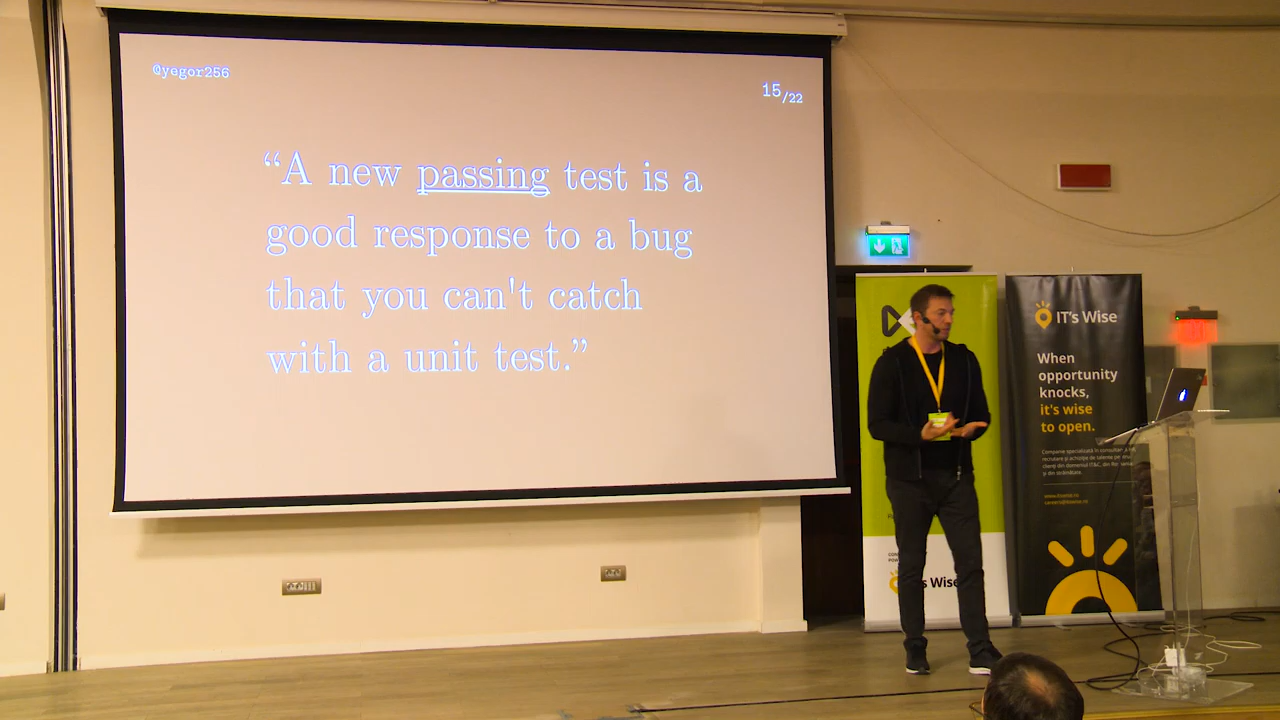 @yegor256
15/22
“A new passing test is a
good response to a bug
that you can't catch
with a unit test.”
IT's Wise
When
opportunity
knocks,
it's wise
to open.